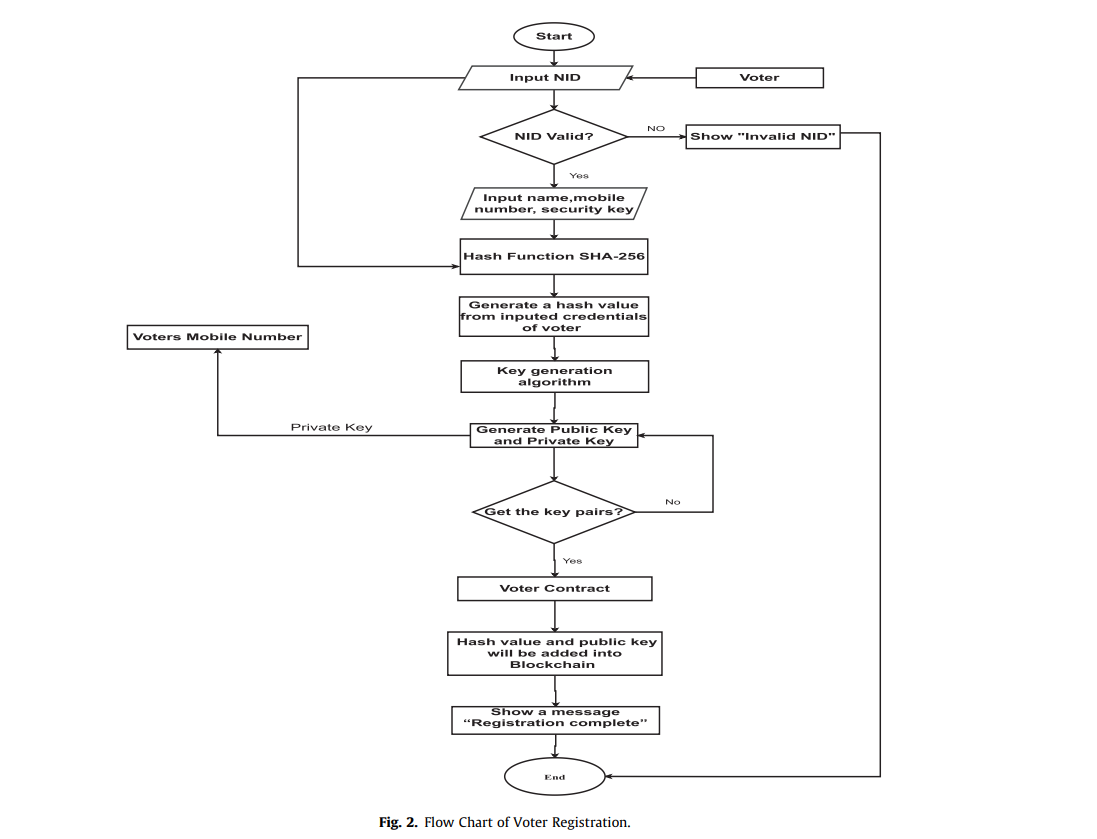 Start
Input NID
Voter
NID Valid?
NO
Show "Invalid NID"
Yes
Input name,mobile
number, security key
Hash Function SHA-256
Generate a hash value
from inputed credentials
of voter
Voters Mobile Number
Key generation
algorithm
Private Key
Generate Public Key
and Private Key
Get the key pairs?
No
Yes
Voter Contract
Hash value and public key
will be added into
Blockchain
Show a message
“Registration complete”
End
Fig. 2. Flow Chart of Voter Registration.